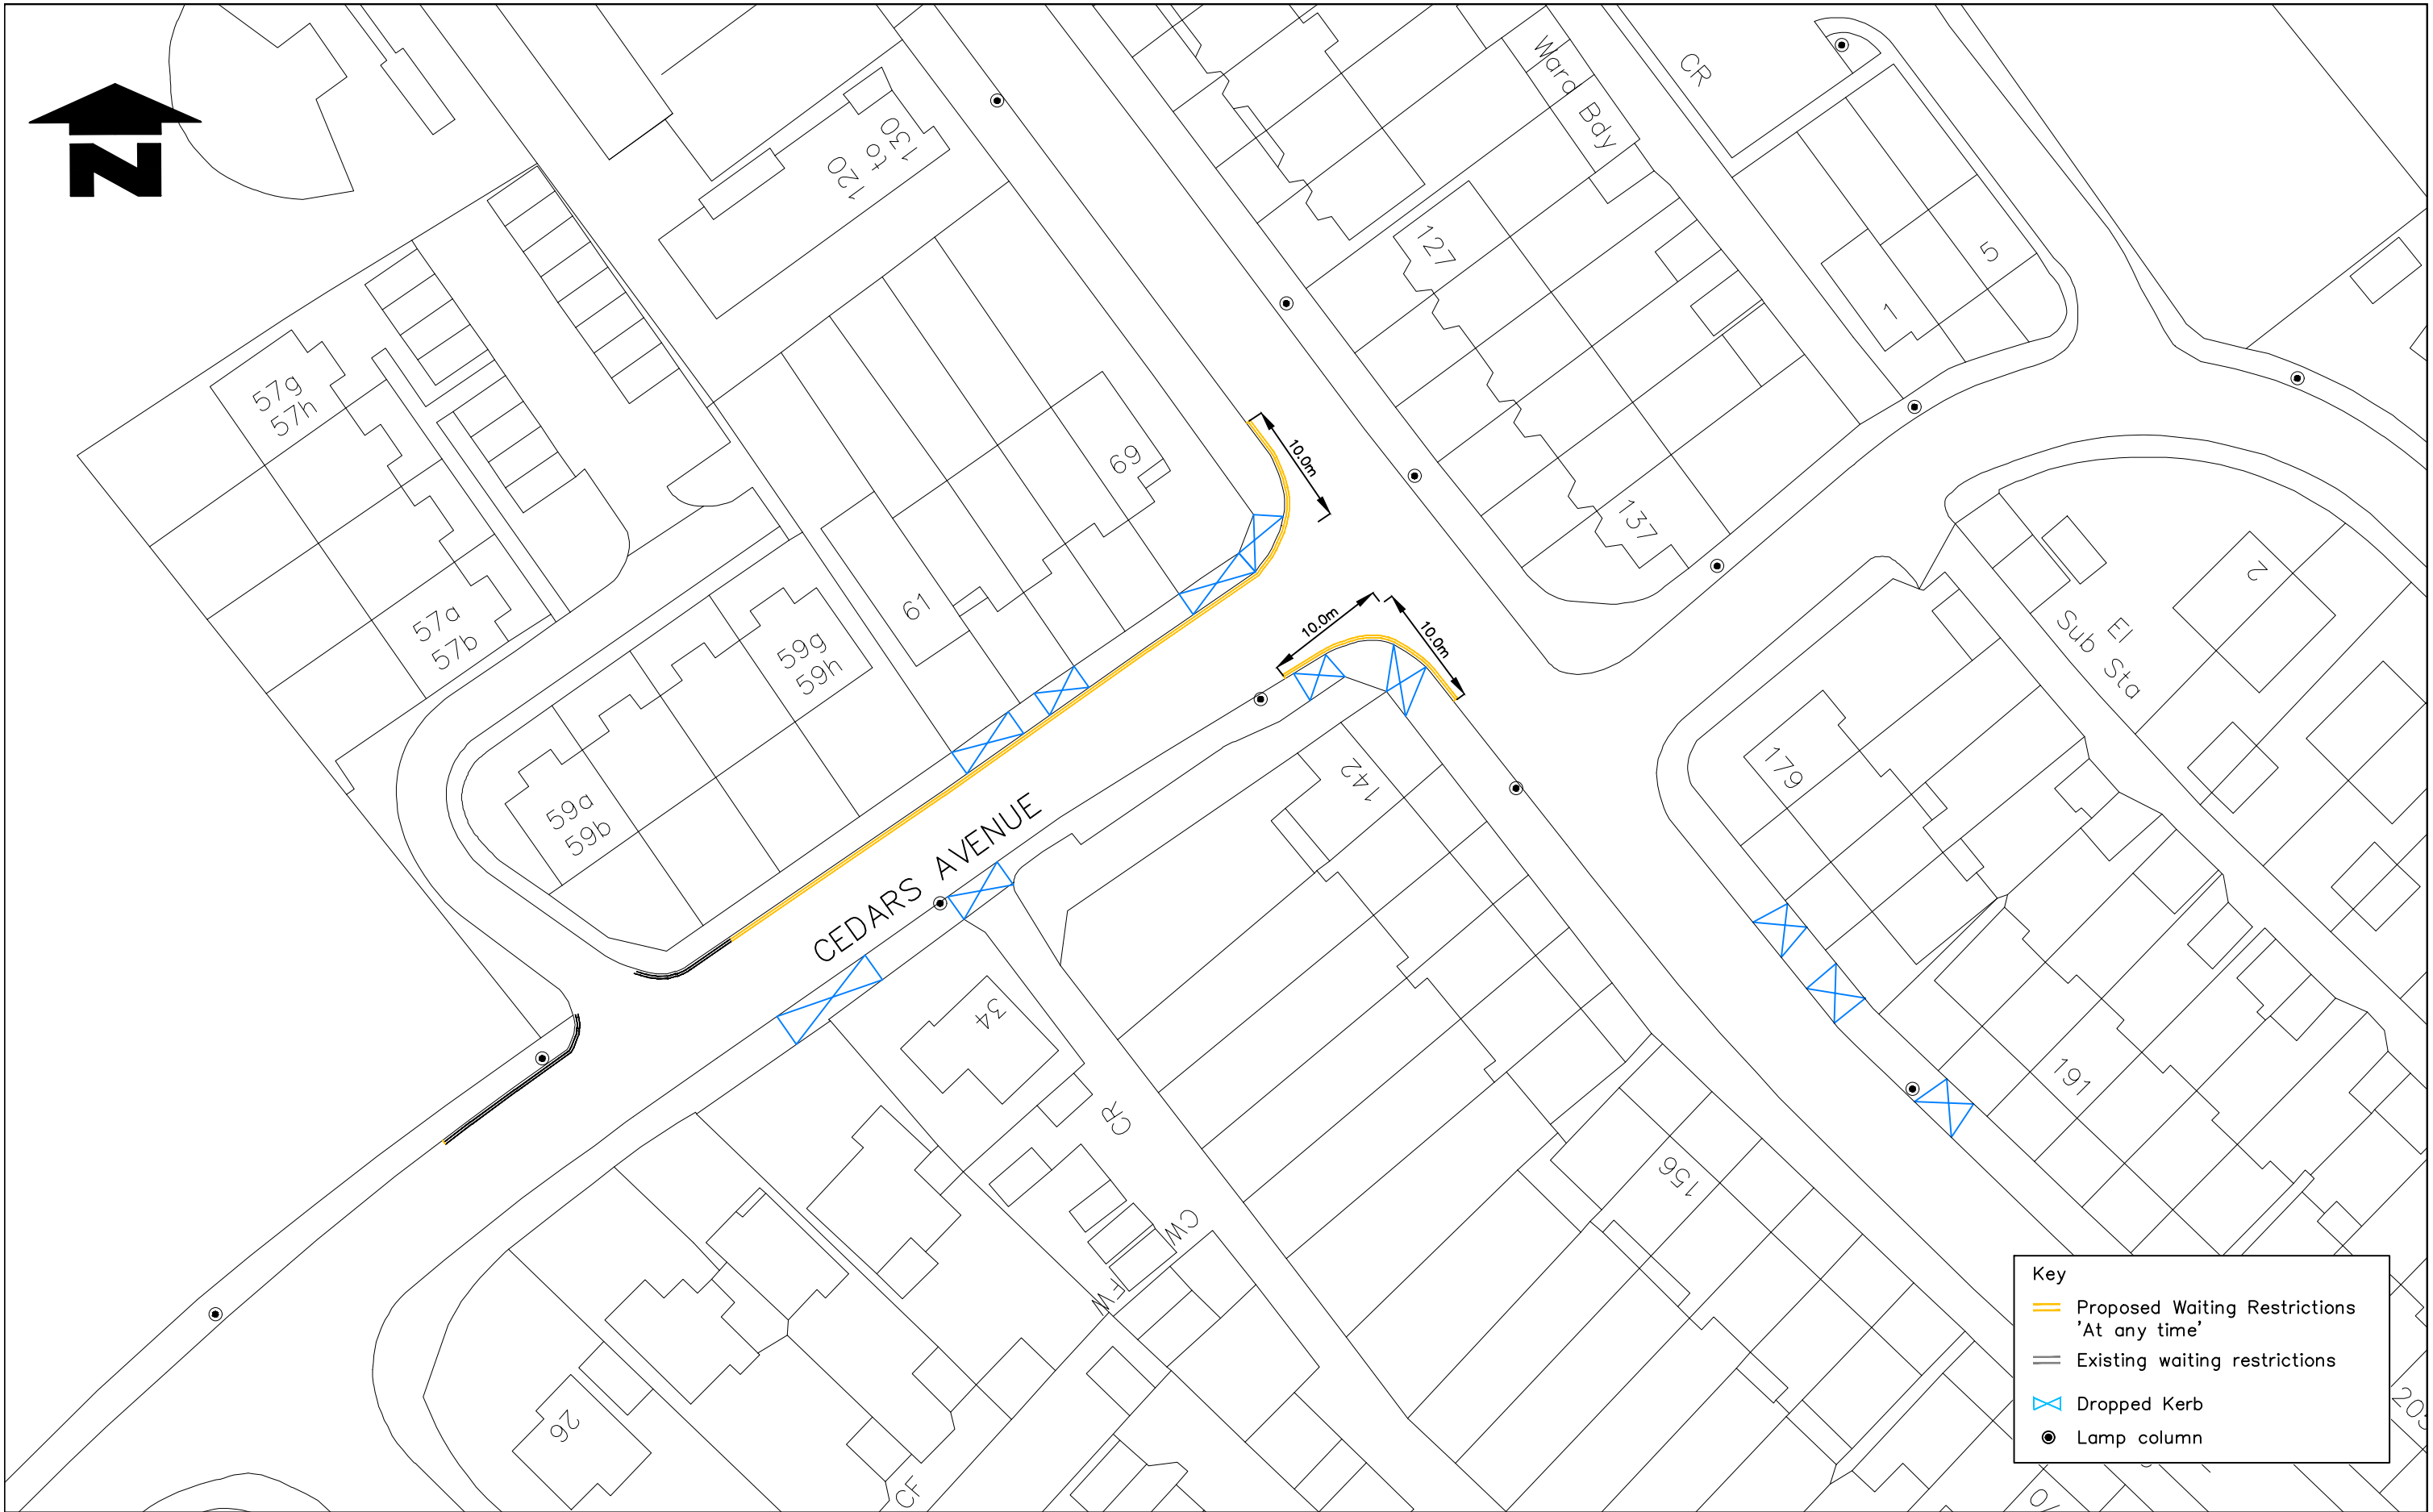 N
CR
Ward Bdy
120
to
130
127
5
1
57g
57h
69
137
2
57a
57b
61
59g
59h
El
Sub Sta
10.0m
10.0m
10.0m
59a
59b
142
179
CEDARS AVENUE
34
CR
191
156
CW
FW
26
CF
Key
Proposed Waiting Restrictions
'At any time'
Existing waiting restrictions
Dropped Kerb
Lamp column